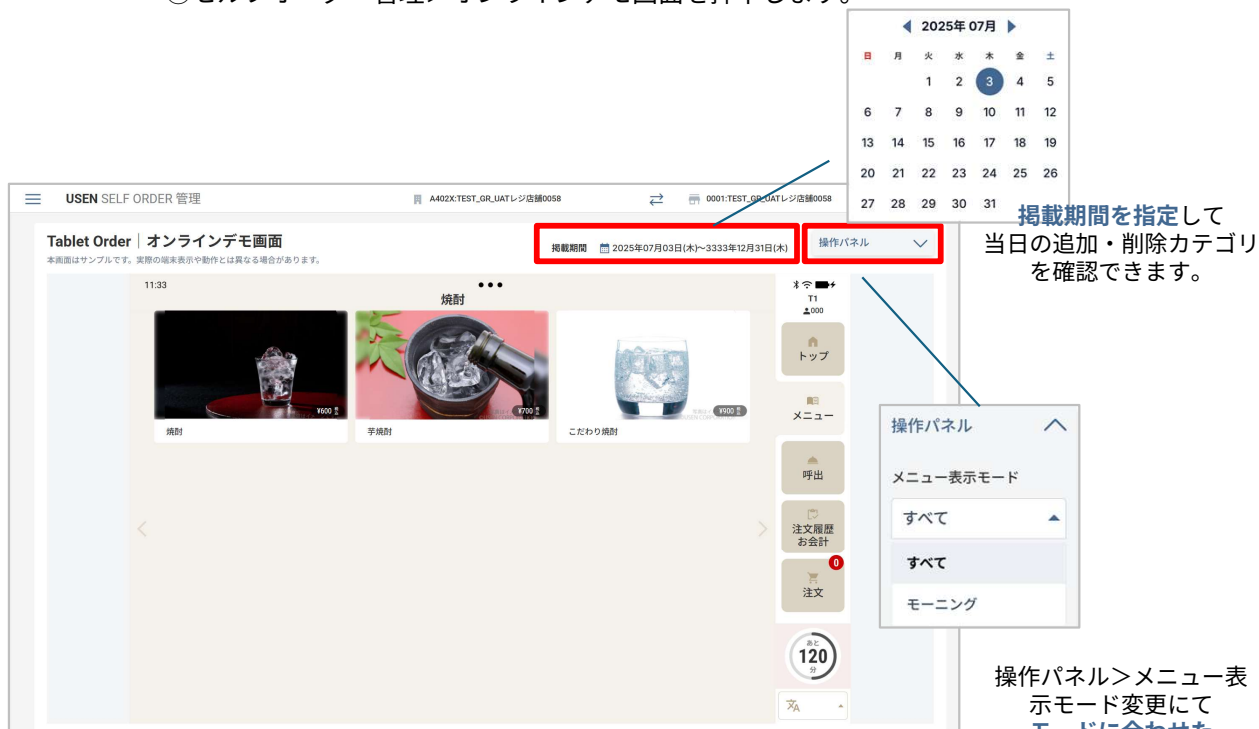 2025年 07月
日 月 火 水 木 金 土
1 2 3 4 5
6 7 8 9 10 11 12
13 14 15 16 17 18 19
20 21 22 23 24 25 26
27 28 29 30 31
掲載期間を指定して
当日の追加・削除カテゴリ
を確認できます。
USEN SELF ORDER 管理
A402X:TEST_GR_UATレジ店舗0058
0001:TEST_GR_UATレジ店舗0058
Tablet Order｜オンラインデモ画面
本画面はサンプルです。実際の端末表示や動作とは異なる場合があります。
掲載期間 2025年07月03日(木)~3333年12月31日(木)
操作パネル
11:33
焼酎
T1
000
¥600
¥700
¥900
焼酎
芋焼酎
こだわり焼酎
トップ
メニュー
呼出
注文履歴
お会計
0
注文
あと
120
分
操作パネル
メニュー表示モード
すべて
すべて
モーニング
操作パネル＞メニュー表
示モード変更にて